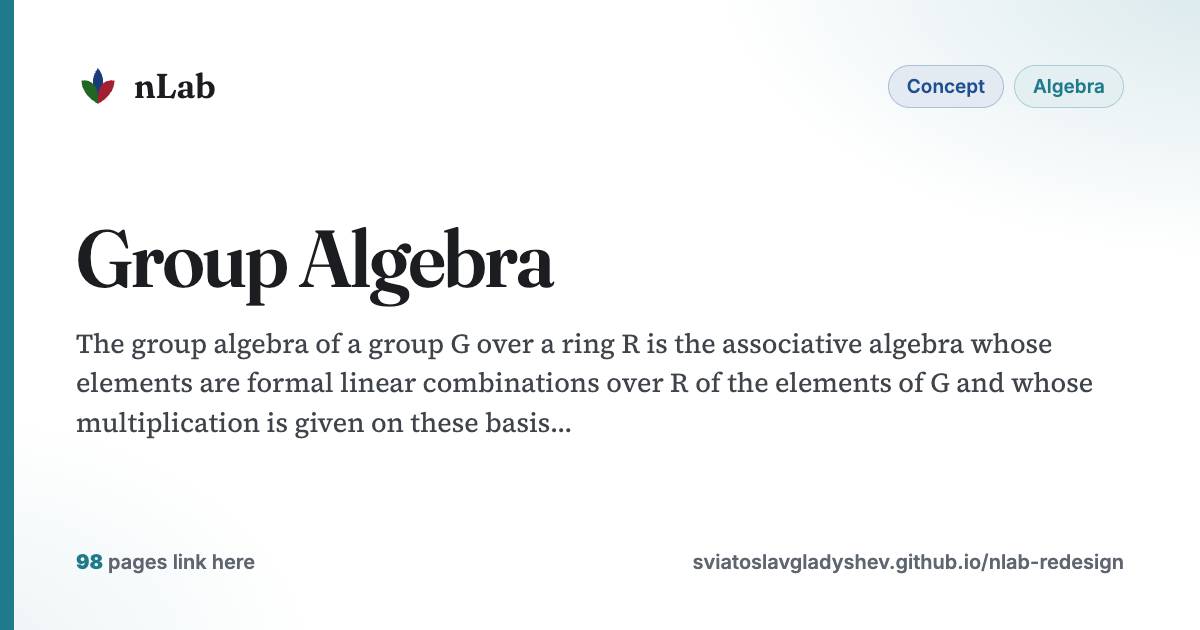 nLab
Concept
Algebra
Group Algebra
The group algebra of a group G over a ring R is the associative algebra whose
elements are formal linear combinations over R of the elements of G and whose
multiplication is given on these basis...
98 pages link here
sviatoslavgladyshev.github.io/nlab-redesign